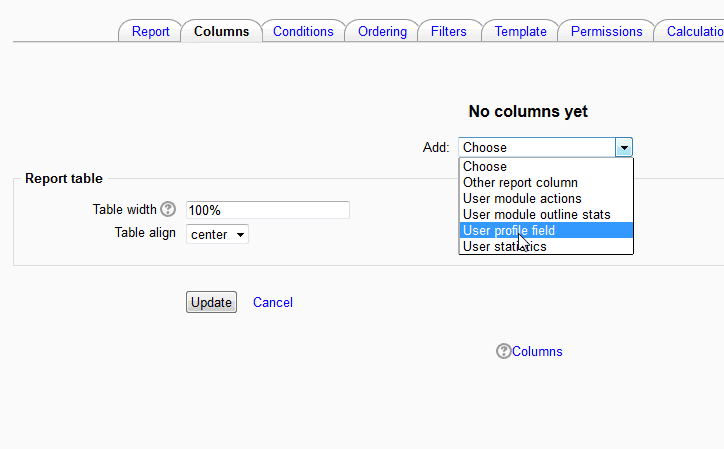 Report Columns Conditions Ordering Filters Template Permissions Calculatio
No columns yet
Add: Choose
Choose
Other report column
User module actions
User module outline stats
User profile field
User statistics
Report table
Table width ? 100%
Table align center
Update Cancel
? Columns